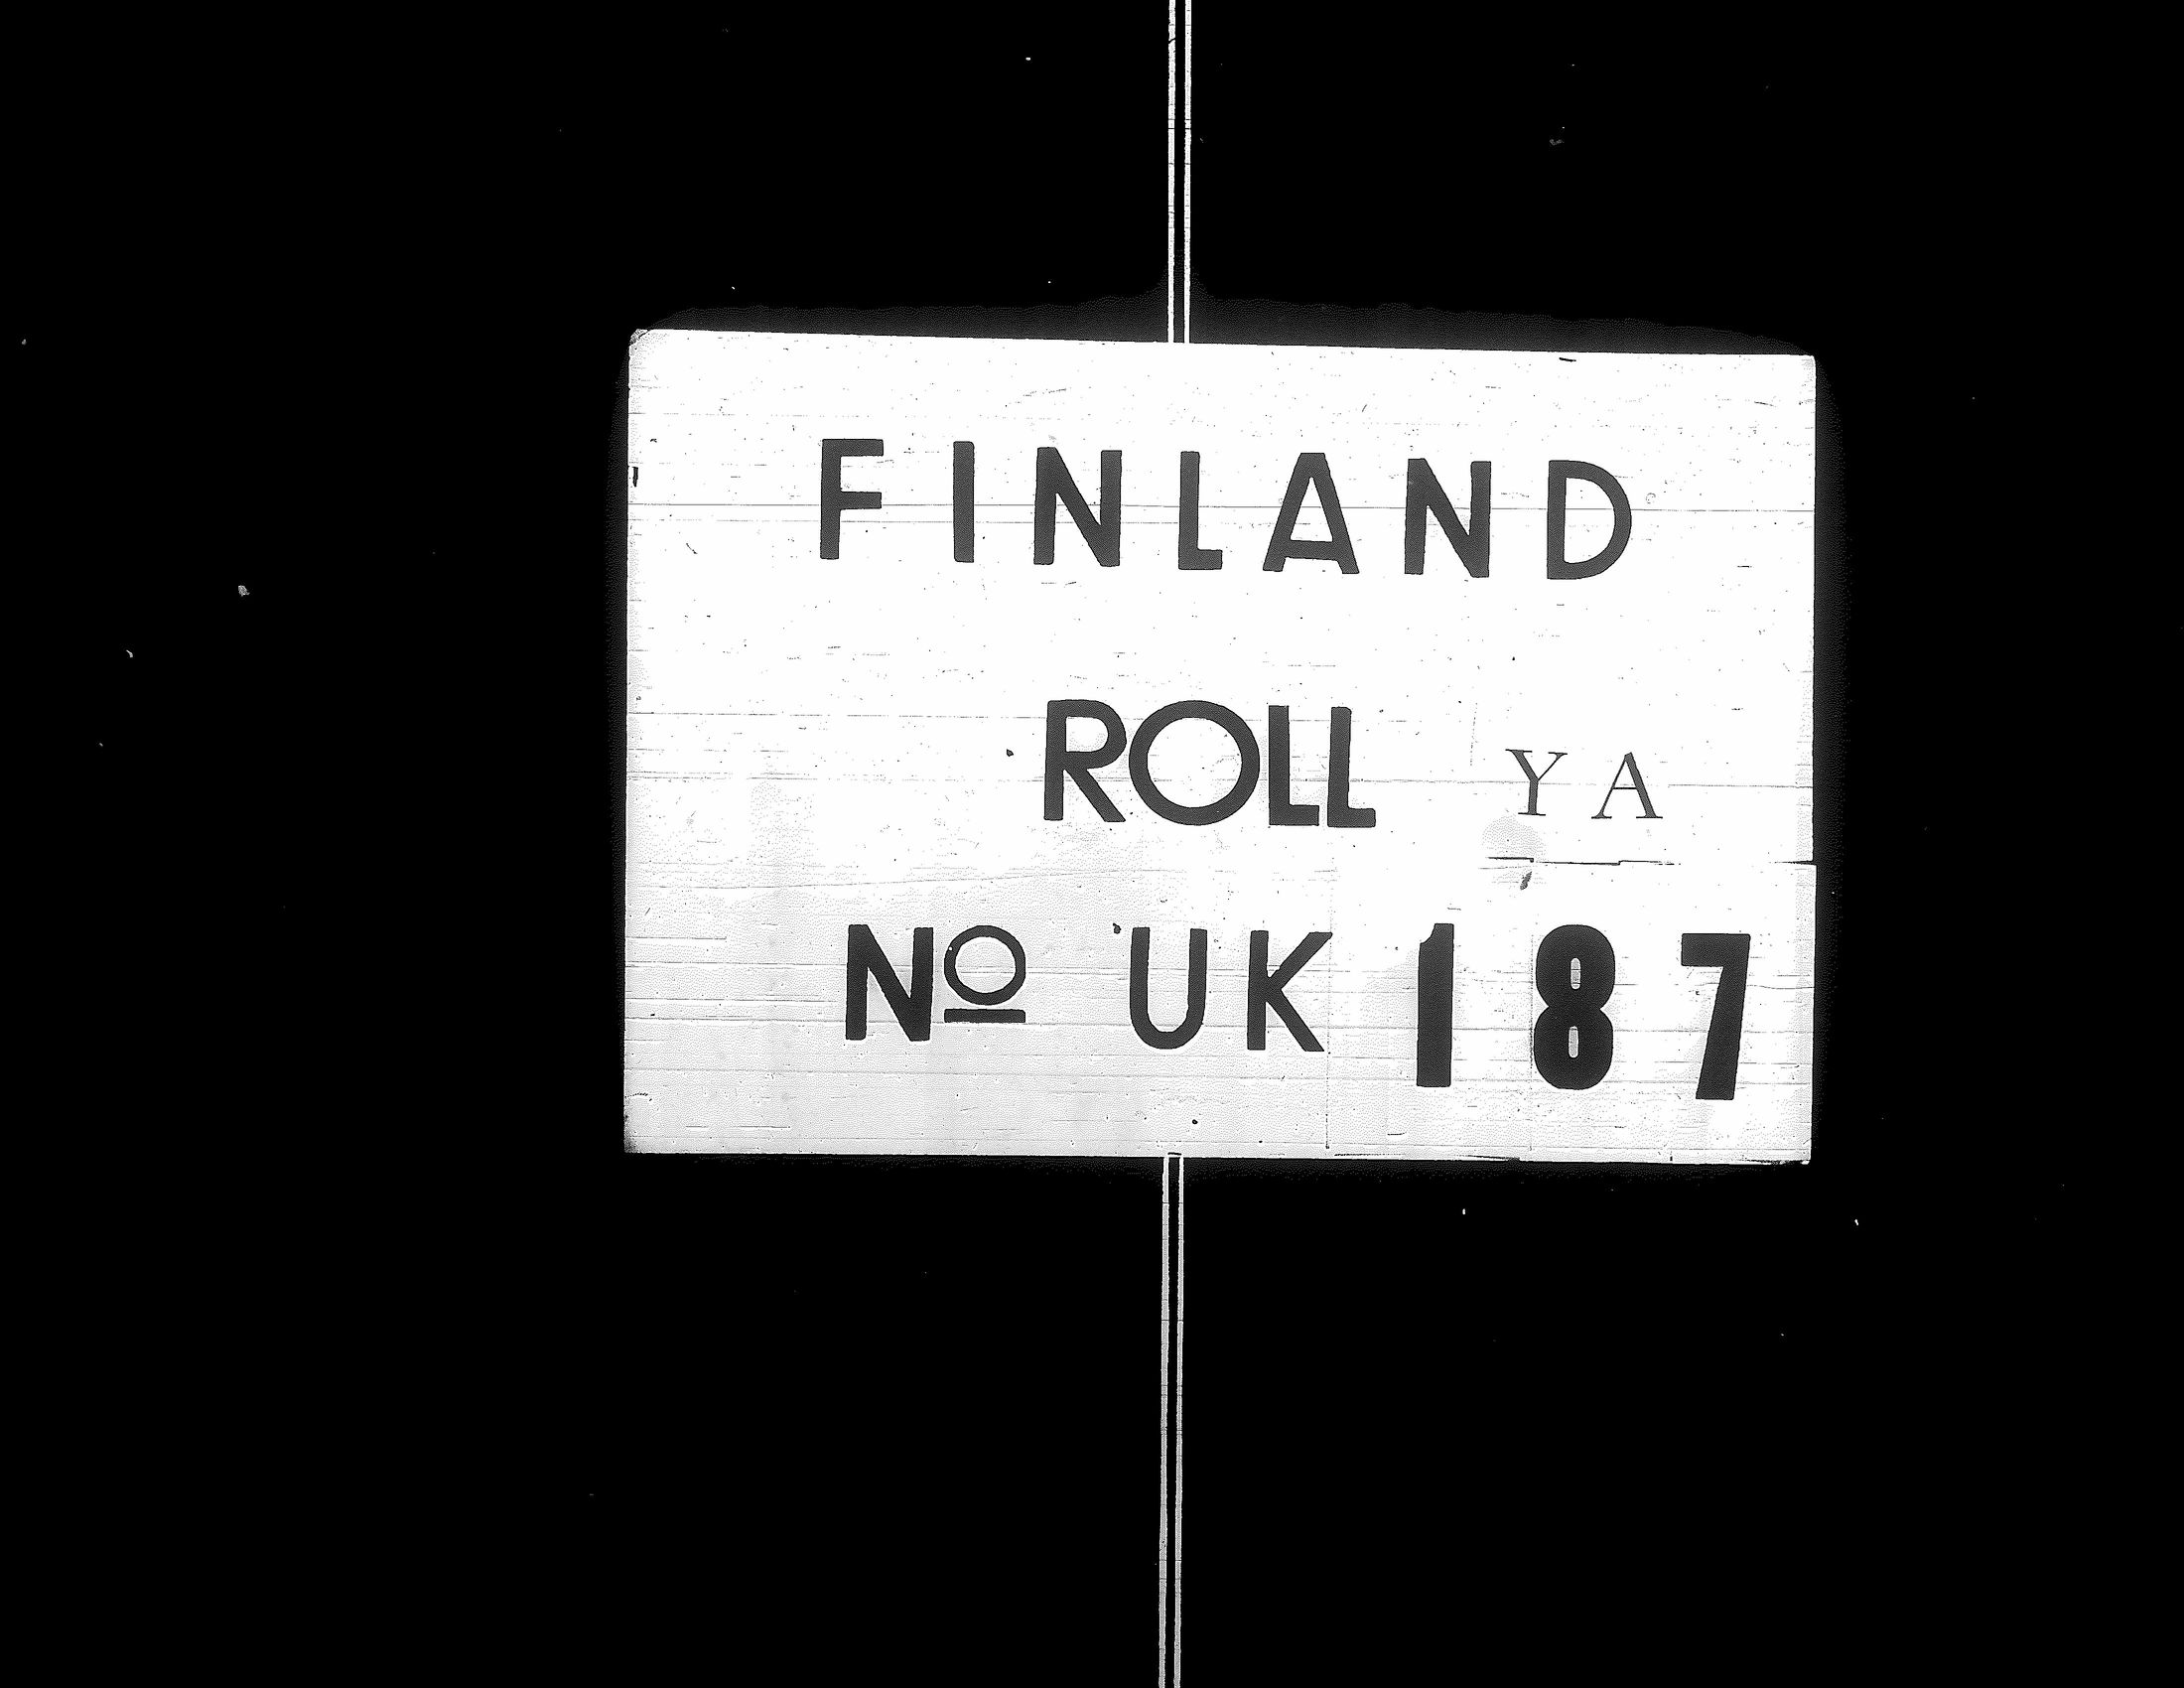 FINLAND
ROLL YA
Nº UK 187